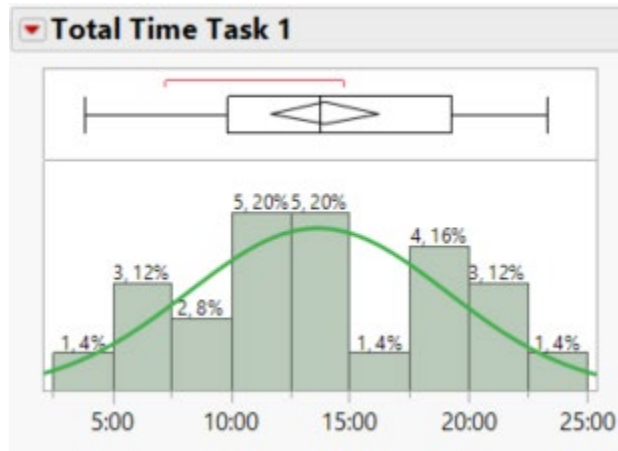 Total Time Task 1
5, 20% 5, 20%
4, 16%
3, 12% 3, 12%
2, 8%
1, 4% 1, 4% 1, 4%
5:00 10:00 15:00 20:00 25:00